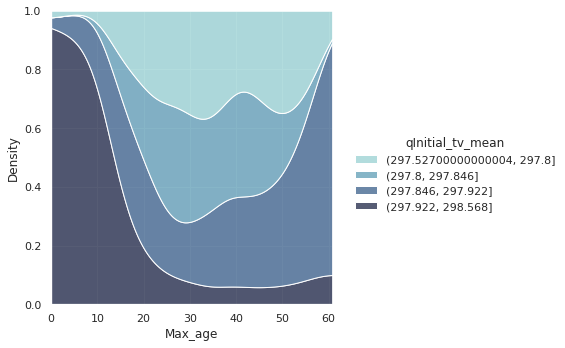 1.0
0.8
0.6
0.4
0.2
0.0
Density
0 10 20 30 40 50 60
Max_age
qInitial_tv_mean
(297.52700000000004, 297.8]
(297.8, 297.846]
(297.846, 297.922]
(297.922, 298.568]